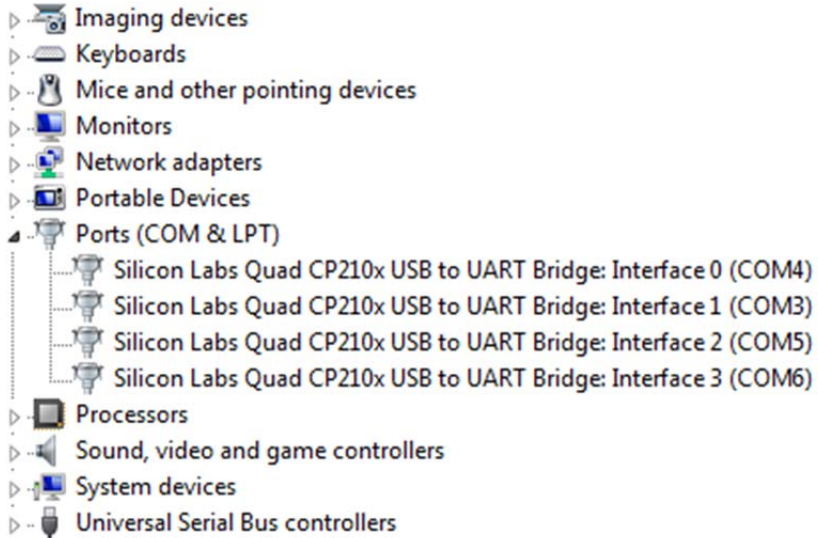 Imaging devices
Keyboards
Mice and other pointing devices
Monitors
Network adapters
Portable Devices
Ports (COM & LPT)
Silicon Labs Quad CP210x USB to UART Bridge: Interface 0 (COM4)
Silicon Labs Quad CP210x USB to UART Bridge: Interface 1 (COM3)
Silicon Labs Quad CP210x USB to UART Bridge: Interface 2 (COM5)
Silicon Labs Quad CP210x USB to UART Bridge: Interface 3 (COM6)
Processors
Sound, video and game controllers
System devices
Universal Serial Bus controllers